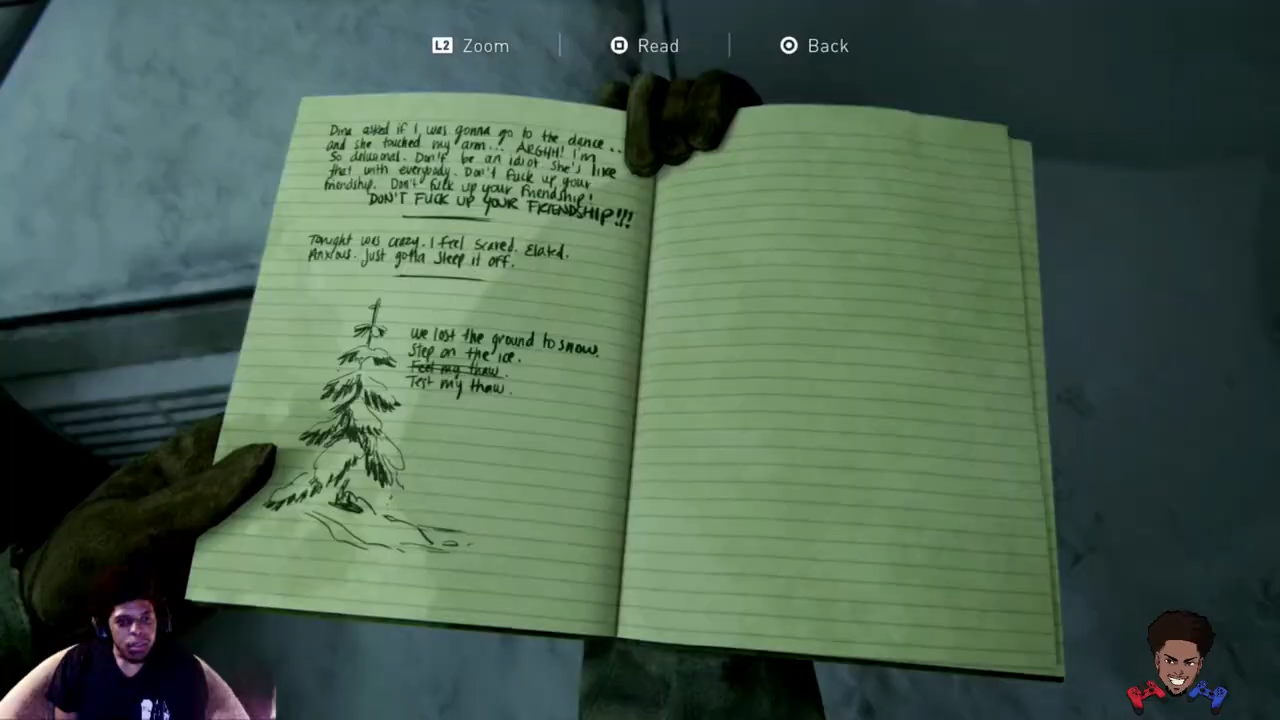 L2 Zoom | Read | Back
Dina asked if I was gonna go to the dance..
and she touched my arm... ARGHH! I'm
so delusional. Don't be an idiot she's like
that with everybody. Don't fuck up your
friendship. Don't fuck up your friendship!
DON'T FUCK UP YOUR FRIENDSHIP!!!
Tonight was crazy. I feel scared. Elated.
Anxious. Just gotta sleep it off.
We lost the ground to snow.
Step on the ice.
Feel my thaw.
Test my thaw.